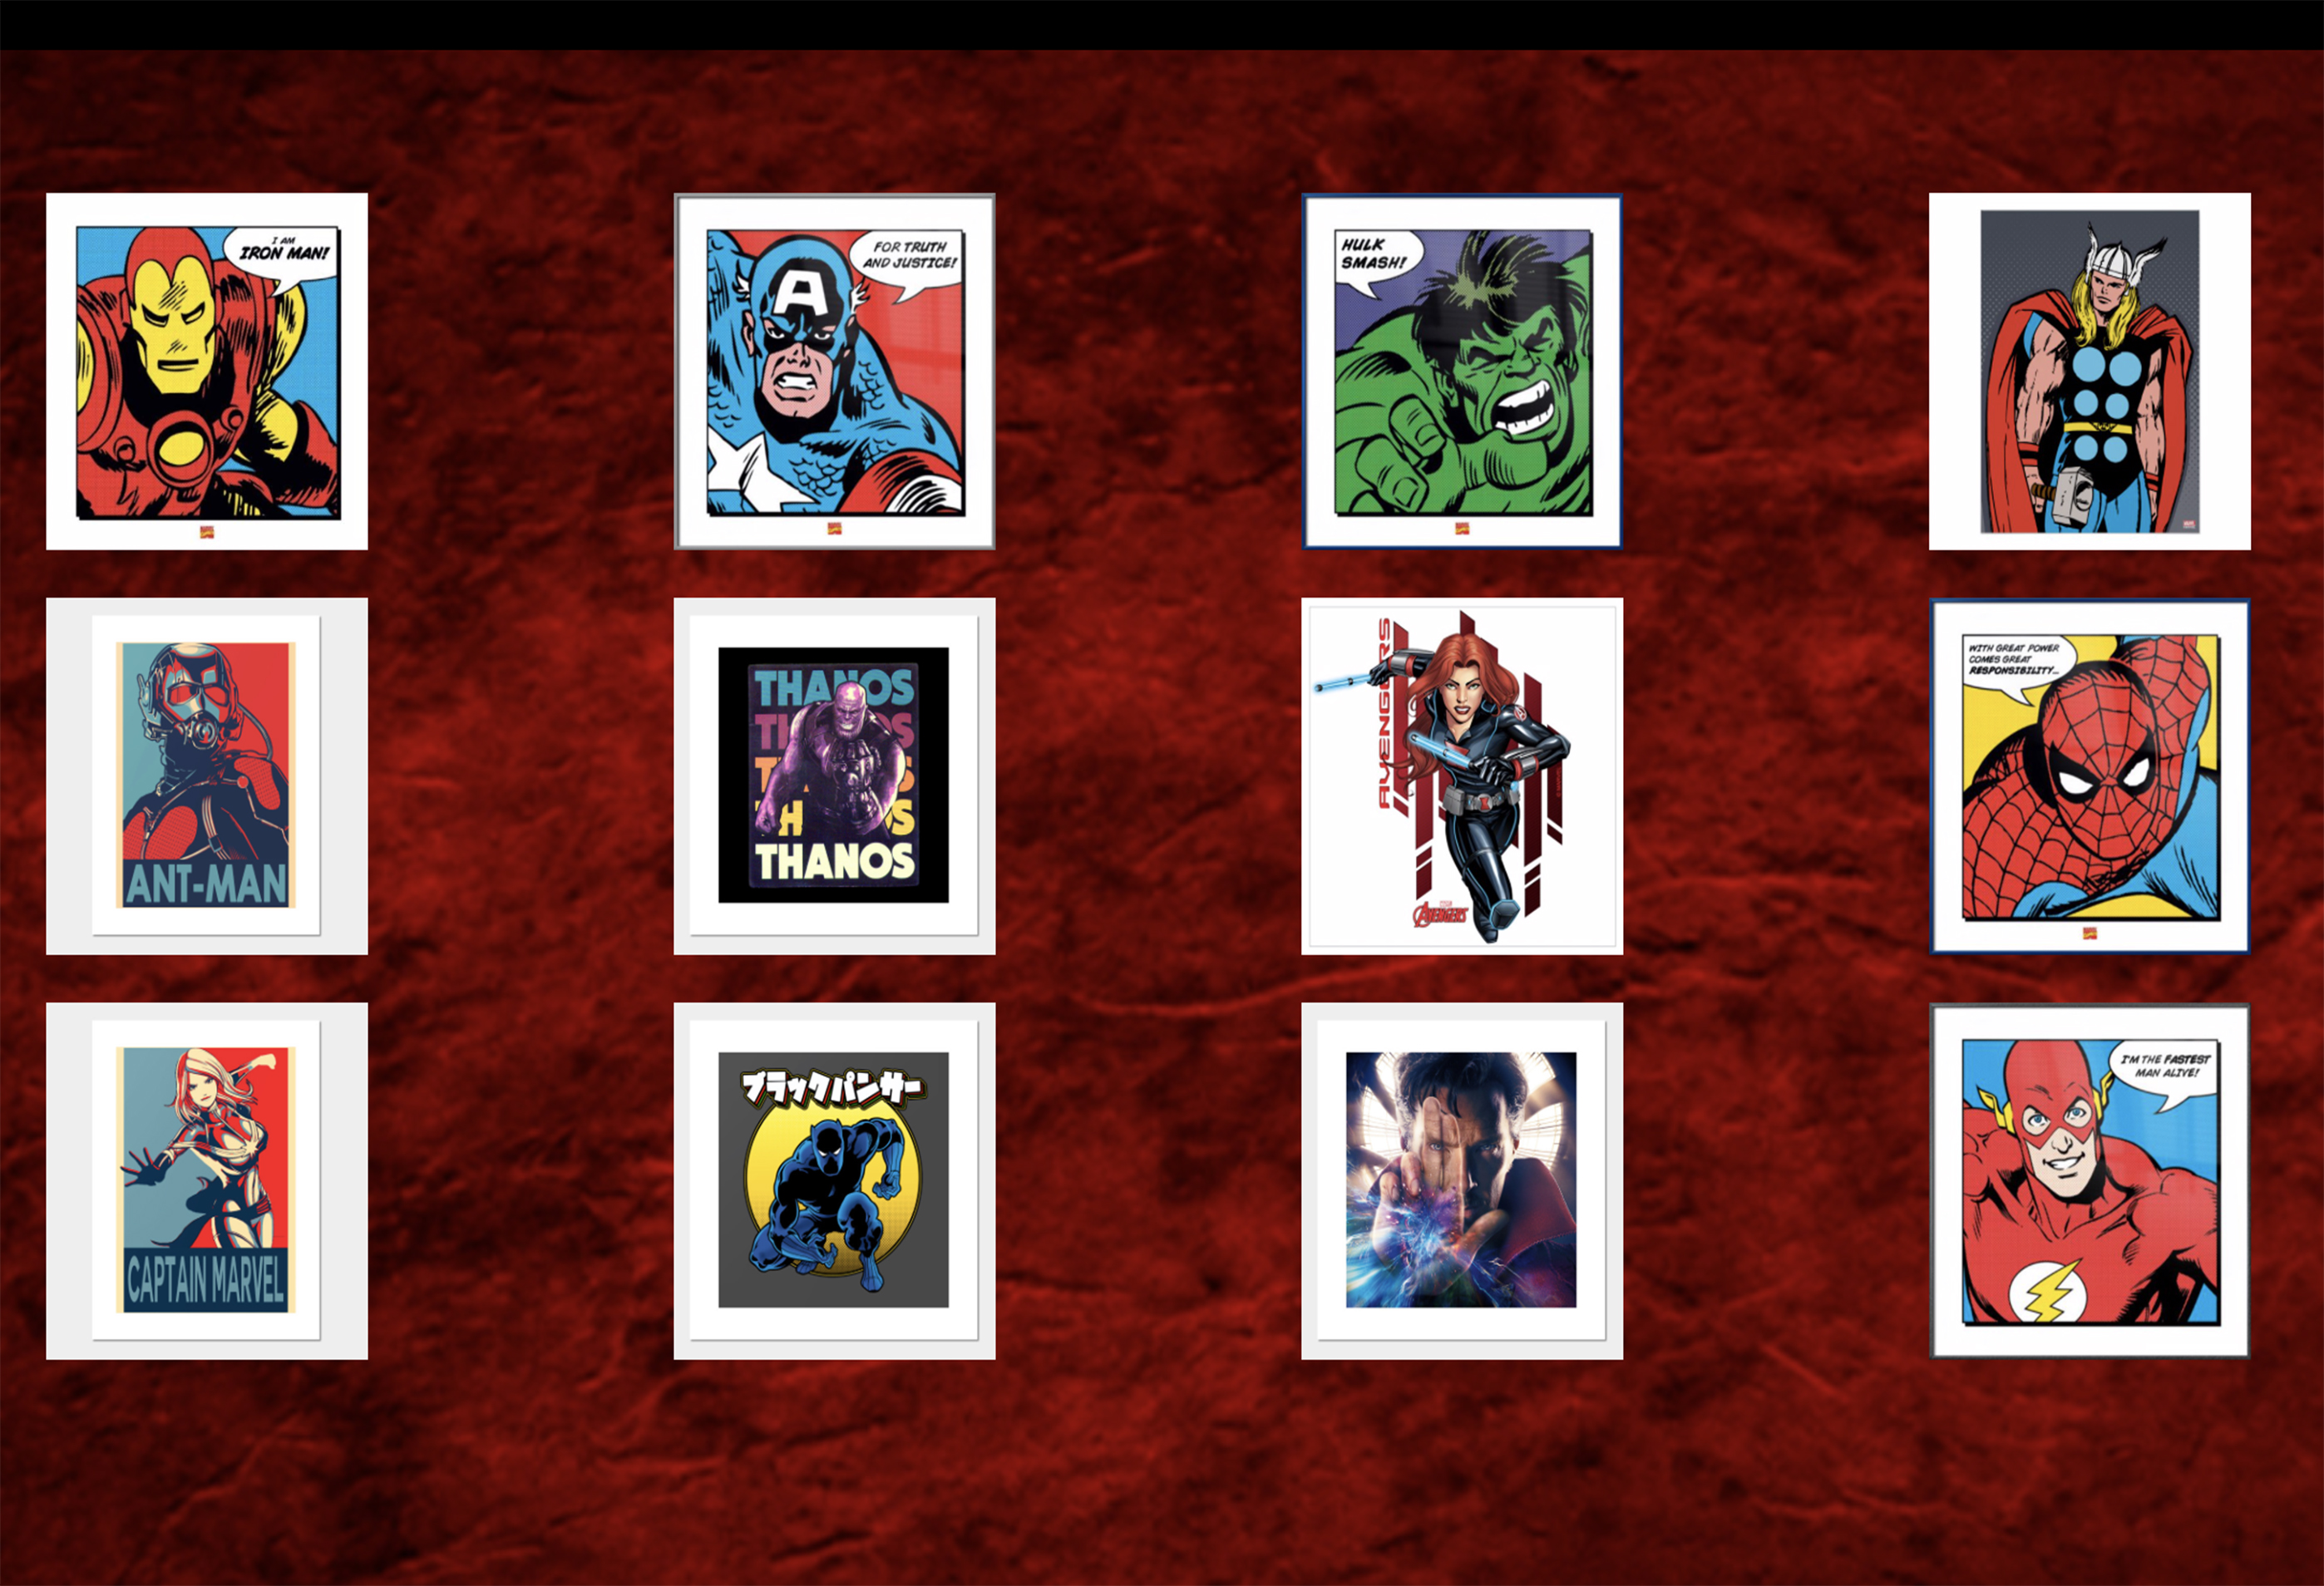 I AM
IRON MAN!
FOR TRUTH
AND JUSTICE!
HULK
SMASH!
ANT-MAN
THANOS
THANOS
AVENGERS
AVENGERS
WITH GREAT POWER
COMES GREAT
RESPONSIBILITY...
CAPTAIN MARVEL
ブラックパンサー
I'M THE FASTEST
MAN ALIVE!